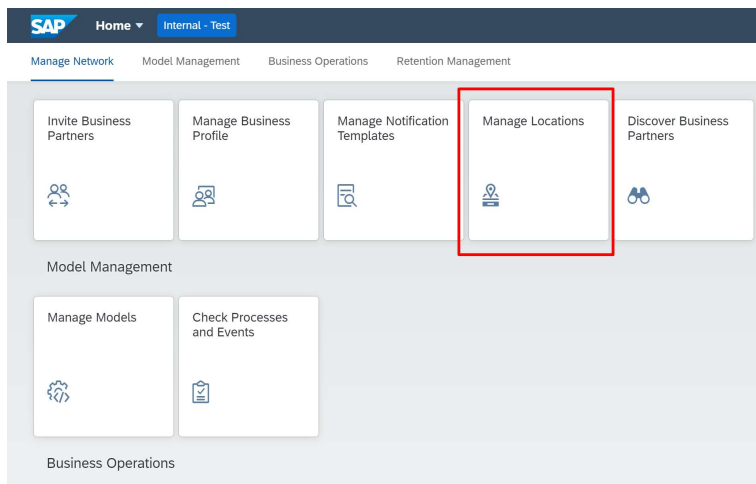 SAP Home Internal - Test
Manage Network Model Management Business Operations Retention Management
Invite Business
Partners
Manage Business
Profile
Manage Notification
Templates
Manage Locations
Discover Business
Partners
Model Management
Manage Models
Check Processes
and Events
Business Operations